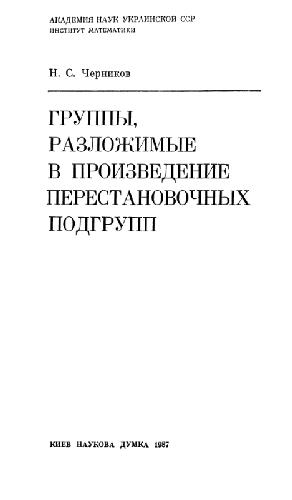 АКАДЕМИЯ НАУК УКРАИНСКОЙ ССР
ИНСТИТУТ МАТЕМАТИКИ
Н. С. Черников
ГРУППЫ,
РАЗЛОЖИМЫЕ
В ПРОИЗВЕДЕНИЕ
ПЕРЕСТАНОВОЧНЫХ
ПОДГРУПП
КИЕВ НАУКОВА ДУМКА 1987